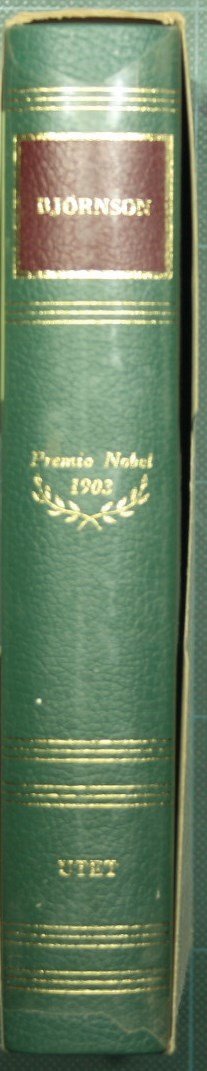 BJÖRNSON
Premio Nobel
1903
UTET